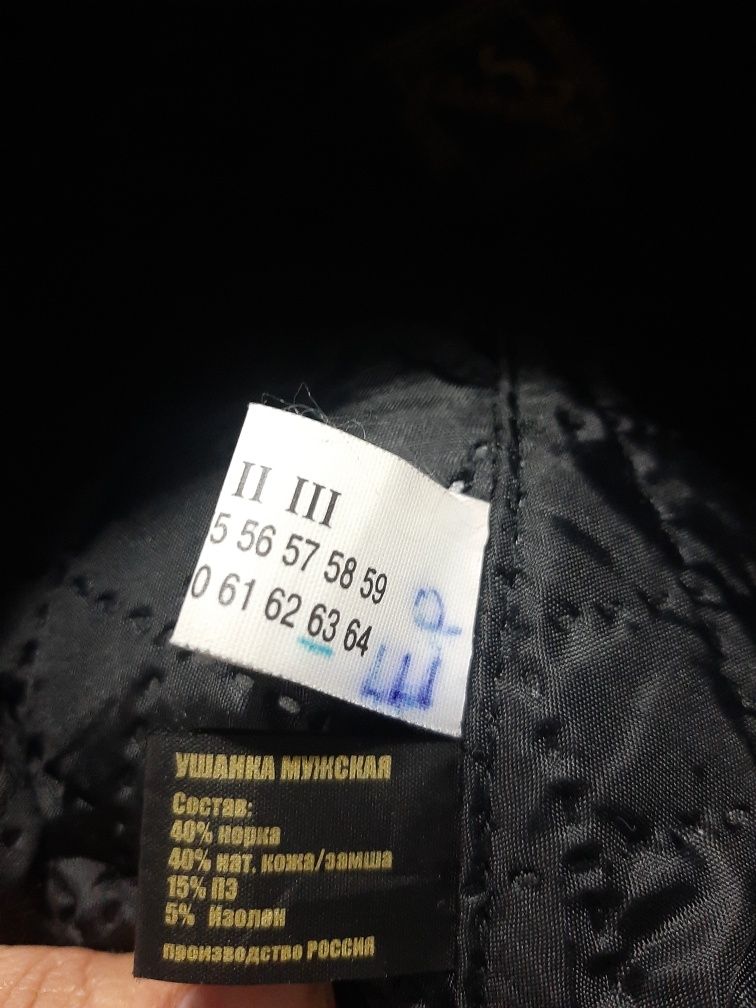 II III
5 56 57 58 59
0 61 62 63 64
УШАНКА МУЖСКАЯ
Состав:
40% норка
40% нат. кожа/замша
15% ПЭ
5% Изолон
производство РОССИЯ